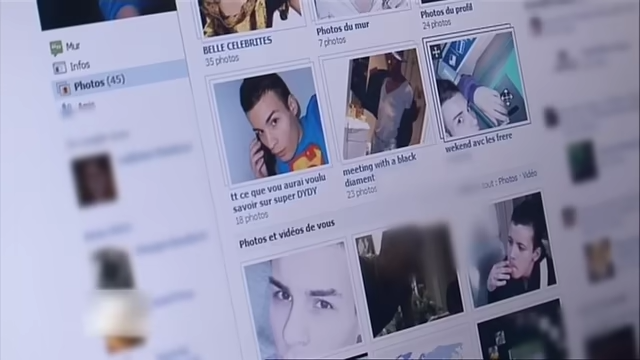 BELLE CELEBRITES
35 photos
Photos du mur
7 photos
Photos du profil
24 photos
Mur
Infos
Photos (45)
Amis
tt ce que vou aurai voulu
savoir sur super DYDY
18 photos
meeting with a black
diament
23 photos
wekend avc les frere
Photos · Vidéo
Photos et vidéos de vous